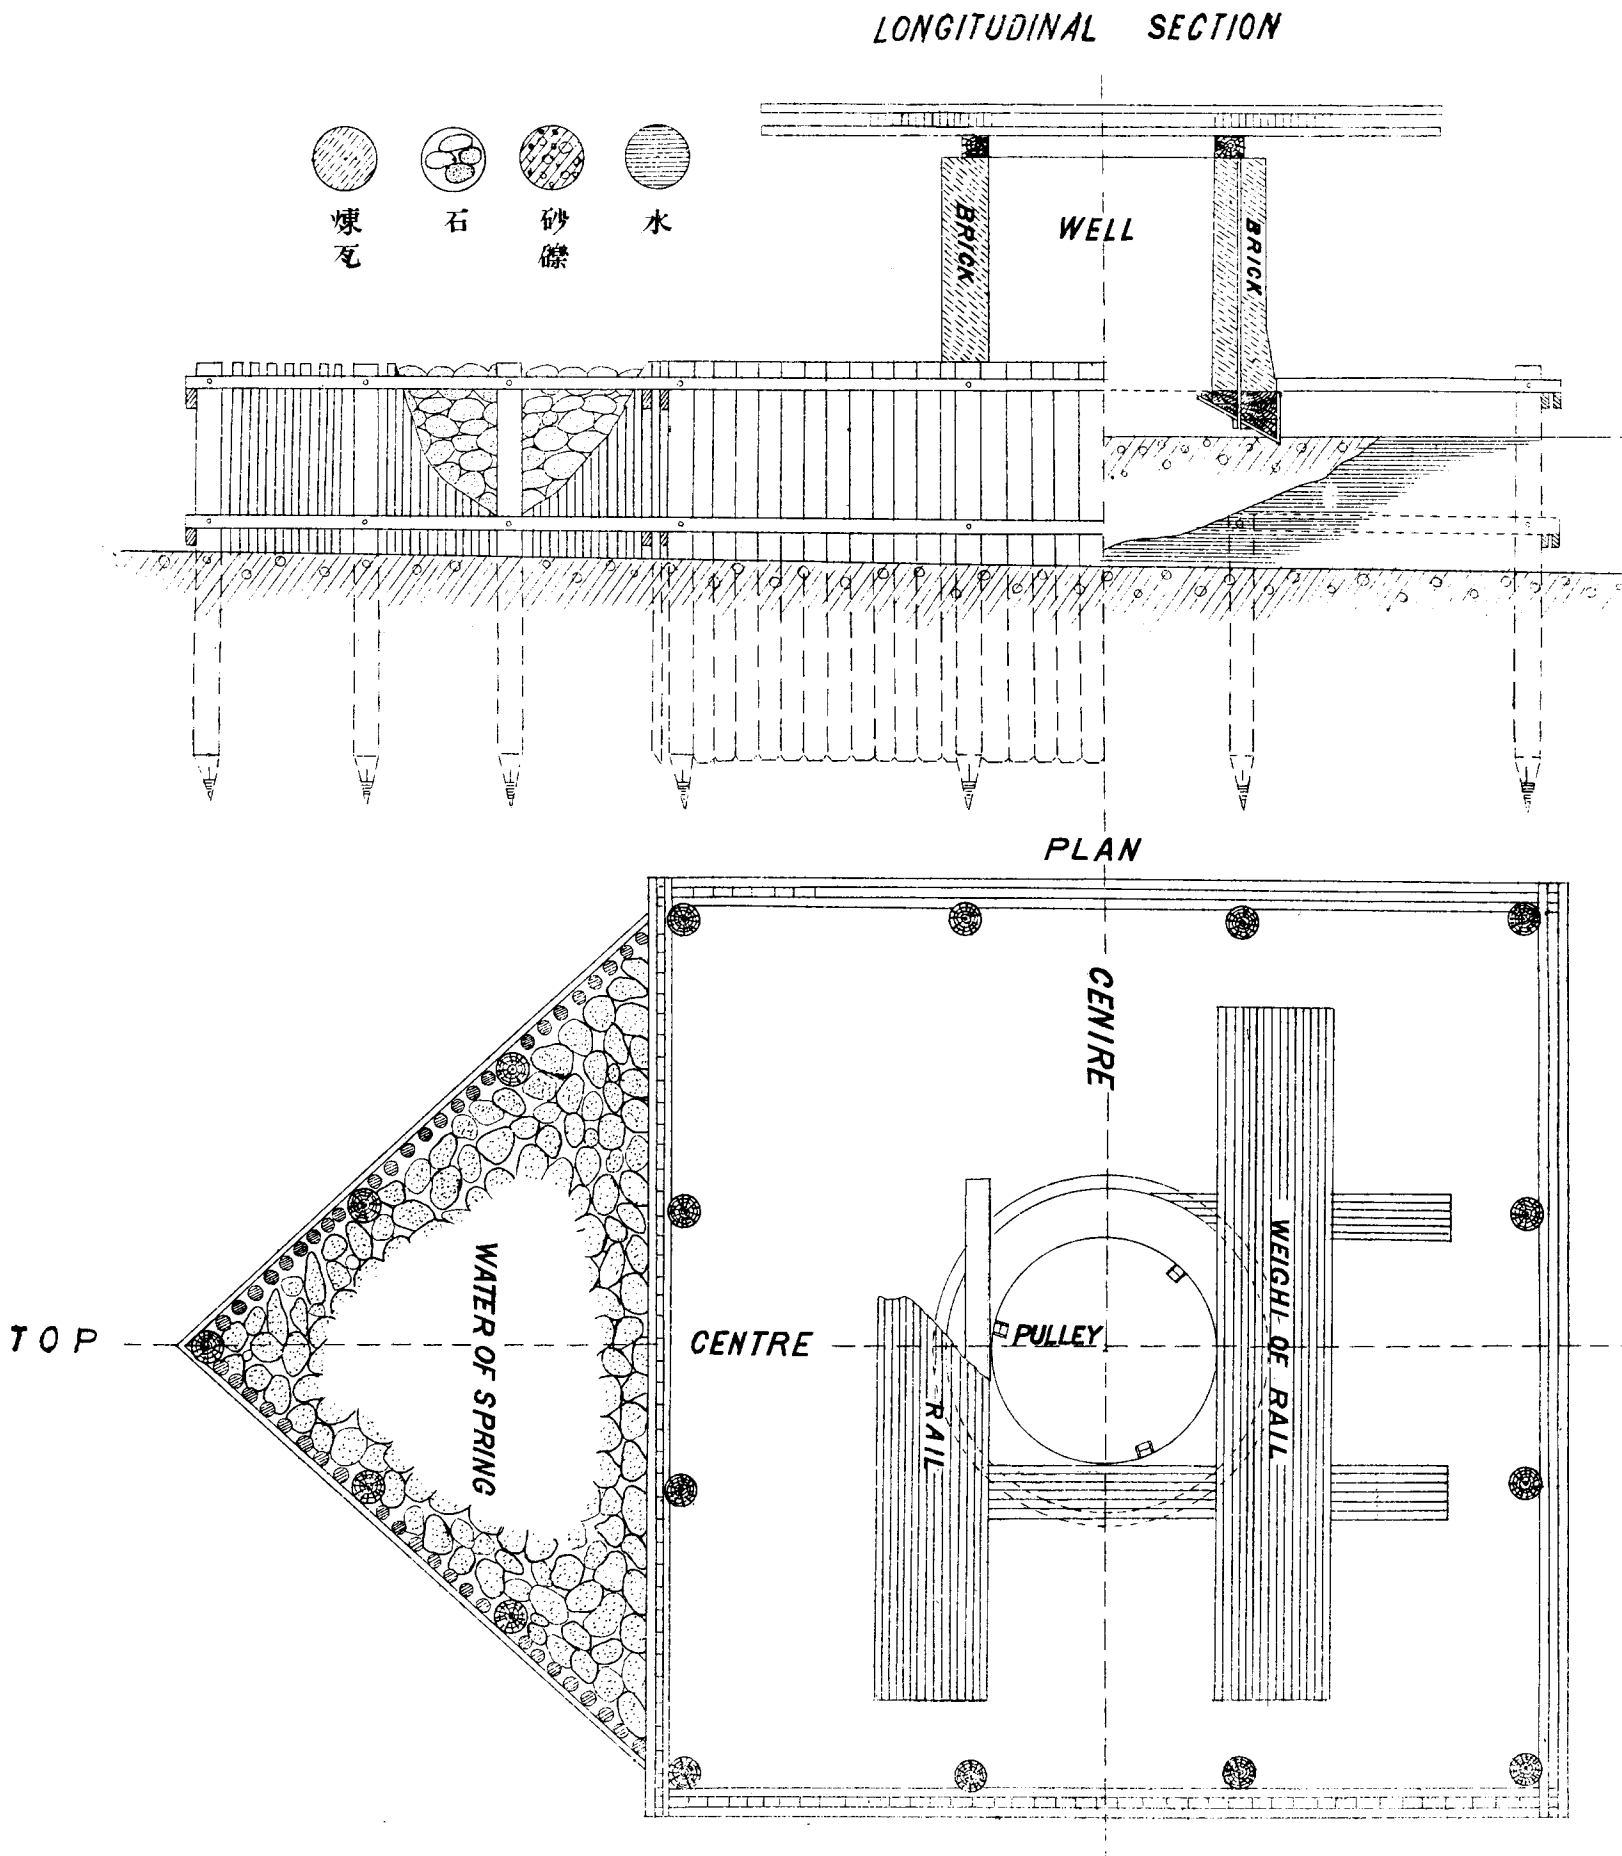 LONGITUDINAL SECTION
煉瓦
石
砂礫
水
BRICK
WELL
BRICK
PLAN
CENIRE
WATER OF SPRING
TOP
CENTRE
PULLEY
RAIL
WEIGHI OF RAIL